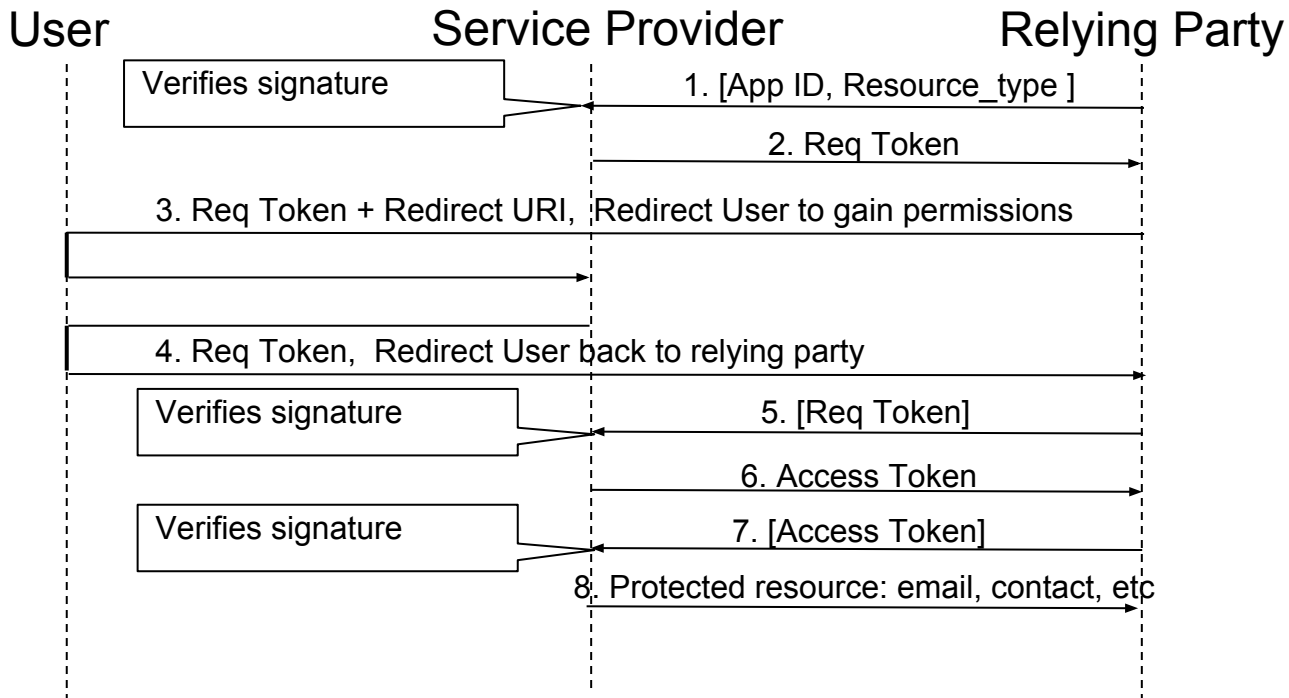 User
Service Provider
Relying Party
Verifies signature
1. [App ID, Resource_type ]
2. Req Token
3. Req Token + Redirect URI, Redirect User to gain permissions
4. Req Token, Redirect User back to relying party
Verifies signature
5. [Req Token]
6. Access Token
Verifies signature
7. [Access Token]
8. Protected resource: email, contact, etc